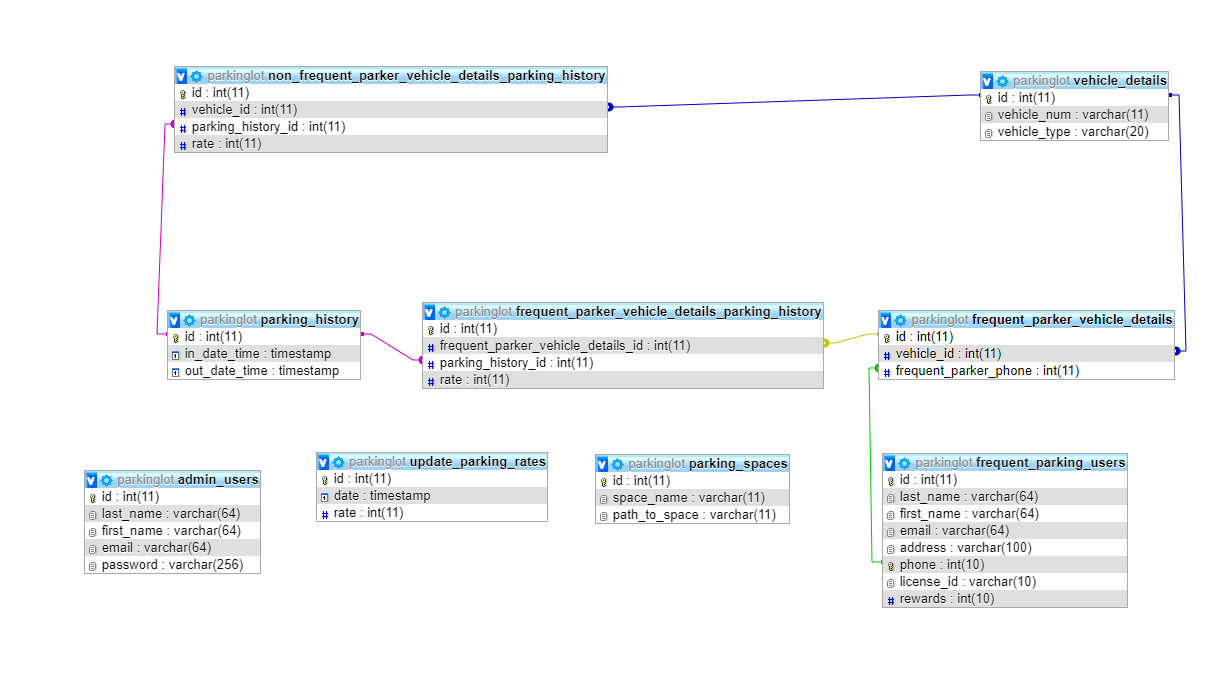 parkinglot non_frequent_parker_vehicle_details_parking_history
id : int(11)
vehicle_id : int(11)
parking_history_id : int(11)
rate : int(11)
parkinglot vehicle_details
id : int(11)
vehicle_num : varchar(11)
vehicle_type : varchar(20)
parkinglot parking_history
id : int(11)
in_date_time : timestamp
out_date_time : timestamp
parkinglot frequent_parker_vehicle_details_parking_history
id : int(11)
frequent_parker_vehicle_details_id : int(11)
parking_history_id : int(11)
rate : int(11)
parkinglot frequent_parker_vehicle_details
id : int(11)
vehicle_id : int(11)
frequent_parker_phone : int(11)
parkinglot admin_users
id : int(11)
last_name : varchar(64)
first_name : varchar(64)
email : varchar(64)
password : varchar(256)
parkinglot update_parking_rates
id : int(11)
date : timestamp
rate : int(11)
parkinglot parking_spaces
id : int(11)
space_name : varchar(11)
path_to_space : varchar(11)
parkinglot frequent_parking_users
id : int(11)
last_name : varchar(64)
first_name : varchar(64)
email : varchar(64)
address : varchar(100)
phone : int(10)
license_id : varchar(10)
rewards : int(10)